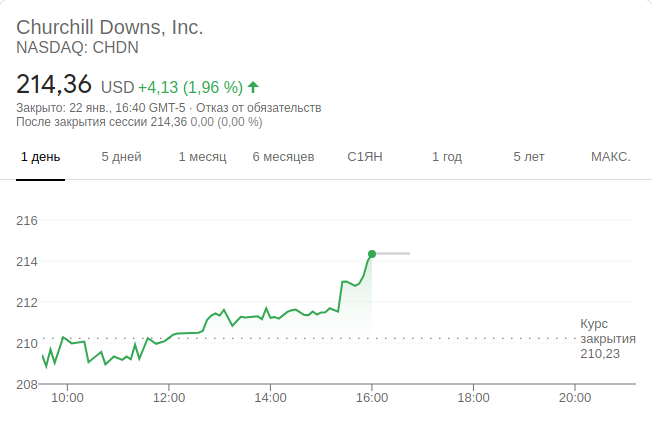 Churchill Downs, Inc.
NASDAQ: CHDN
214,36 USD +4,13 (1,96 %)
Закрыто: 22 янв., 16:40 GMT-5 · Отказ от обязательств
После закрытия сессии 214,36 0,00 (0,00 %)
1 день 5 дней 1 месяц 6 месяцев С1ЯН 1 год 5 лет МАКС.
216
214
212
210
208
Курс
закрытия
210,23
10:00 12:00 14:00 16:00 18:00 20:00